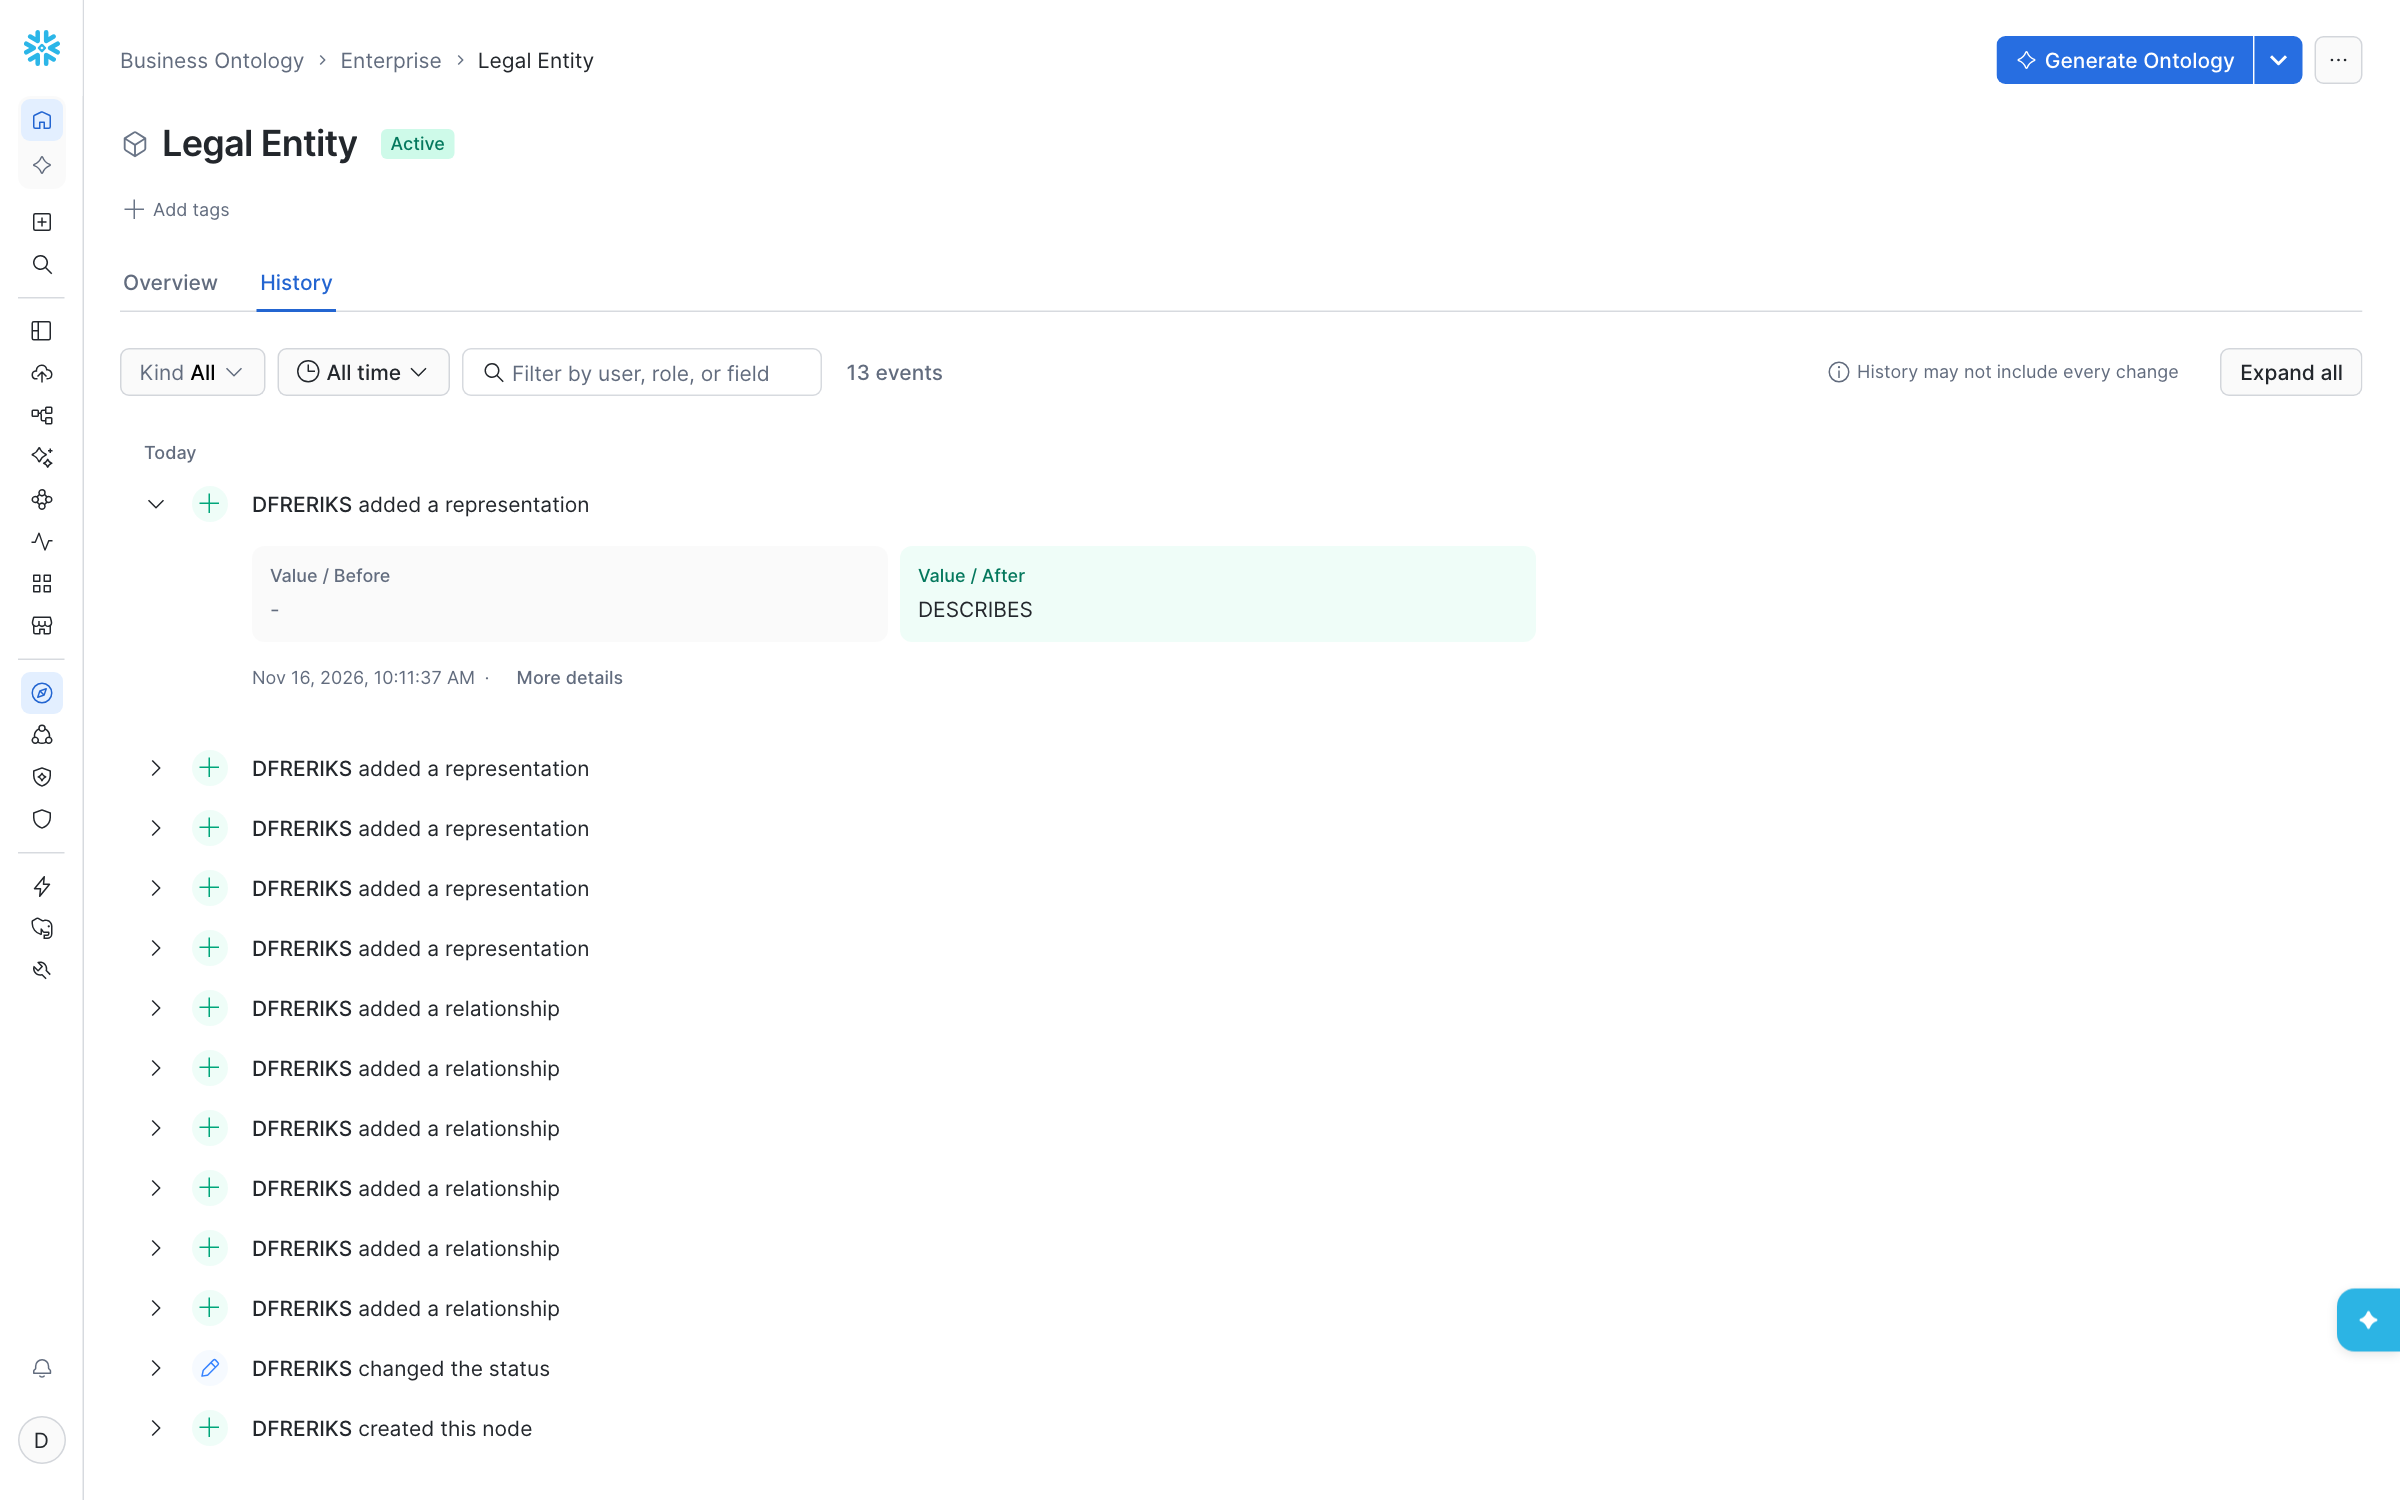 Business Ontology > Enterprise > Legal Entity
Generate Ontology
Legal Entity Active
Add tags
Overview History
Kind All All time Filter by user, role, or field 13 events History may not include every change Expand all
Today
DFRERIKS added a representation
Value / Before Value / After
- DESCRIBES
Nov 16, 2026, 10:11:37 AM · More details
DFRERIKS added a representation
DFRERIKS added a representation
DFRERIKS added a representation
DFRERIKS added a representation
DFRERIKS added a relationship
DFRERIKS added a relationship
DFRERIKS added a relationship
DFRERIKS added a relationship
DFRERIKS added a relationship
DFRERIKS added a relationship
DFRERIKS changed the status
DFRERIKS created this node
D